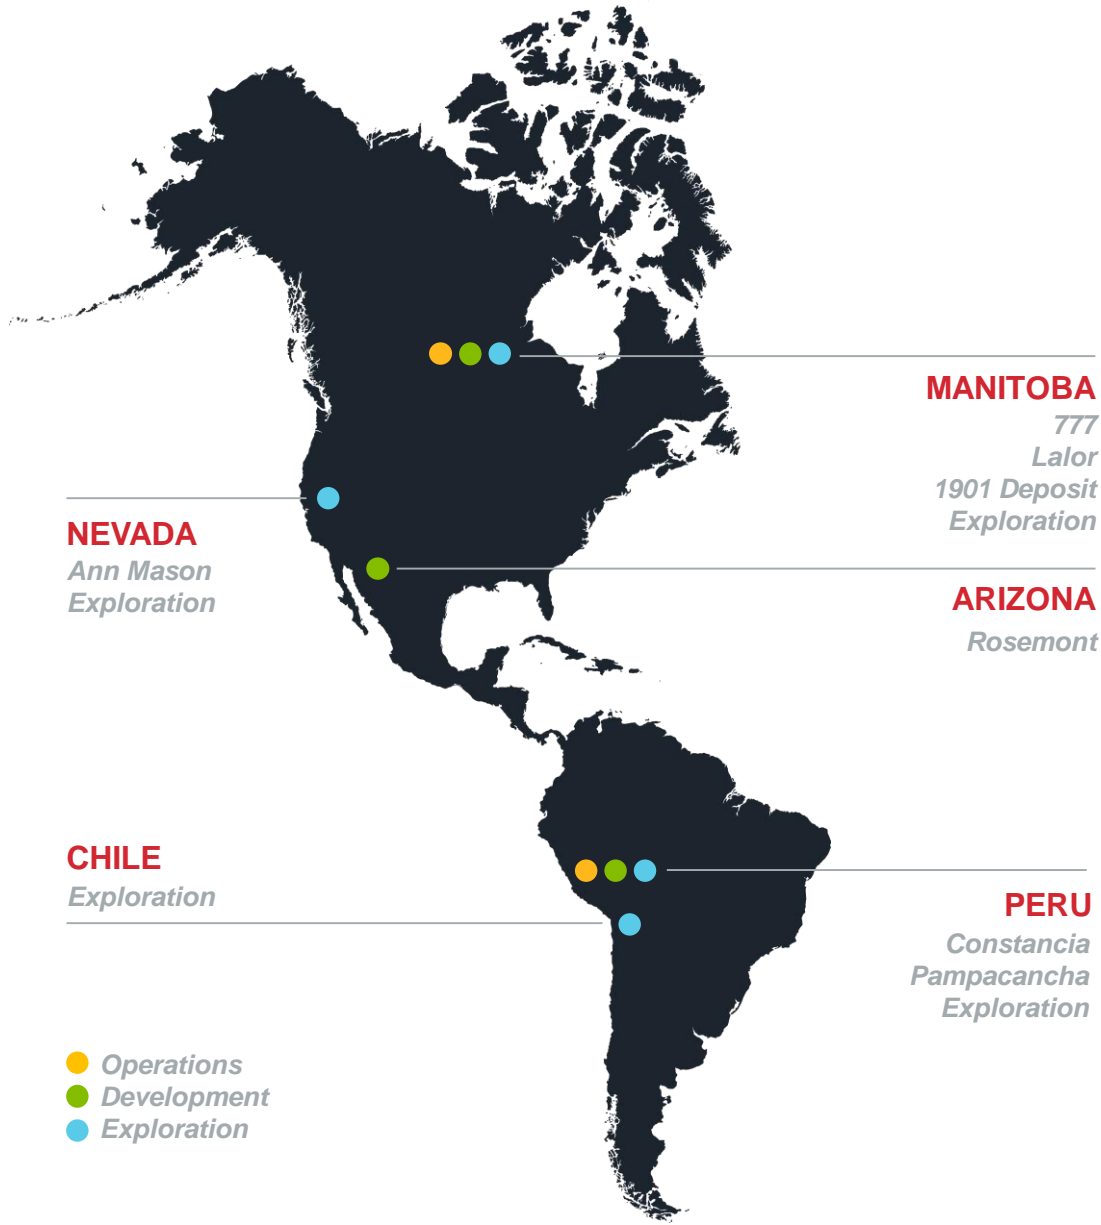 MANITOBA
777
Lalor
1901 Deposit
Exploration
NEVADA
Ann Mason
Exploration
ARIZONA
Rosemont
CHILE
Exploration
PERU
Constancia
Pampacancha
Exploration
Operations
Development
Exploration